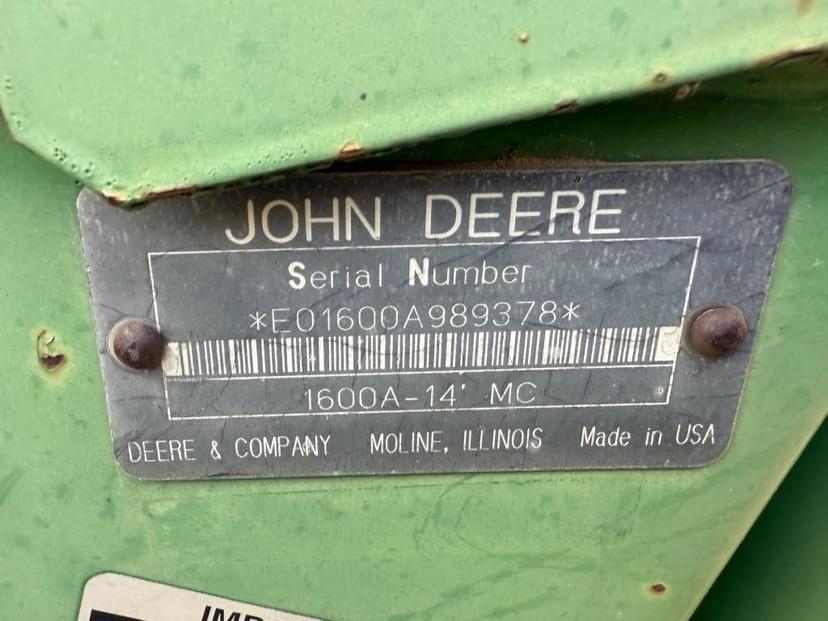 JOHN DEERE
Serial Number
*E01600A989378*
1600A-14' MC
DEERE & COMPANY MOLINE, ILLINOIS Made in USA